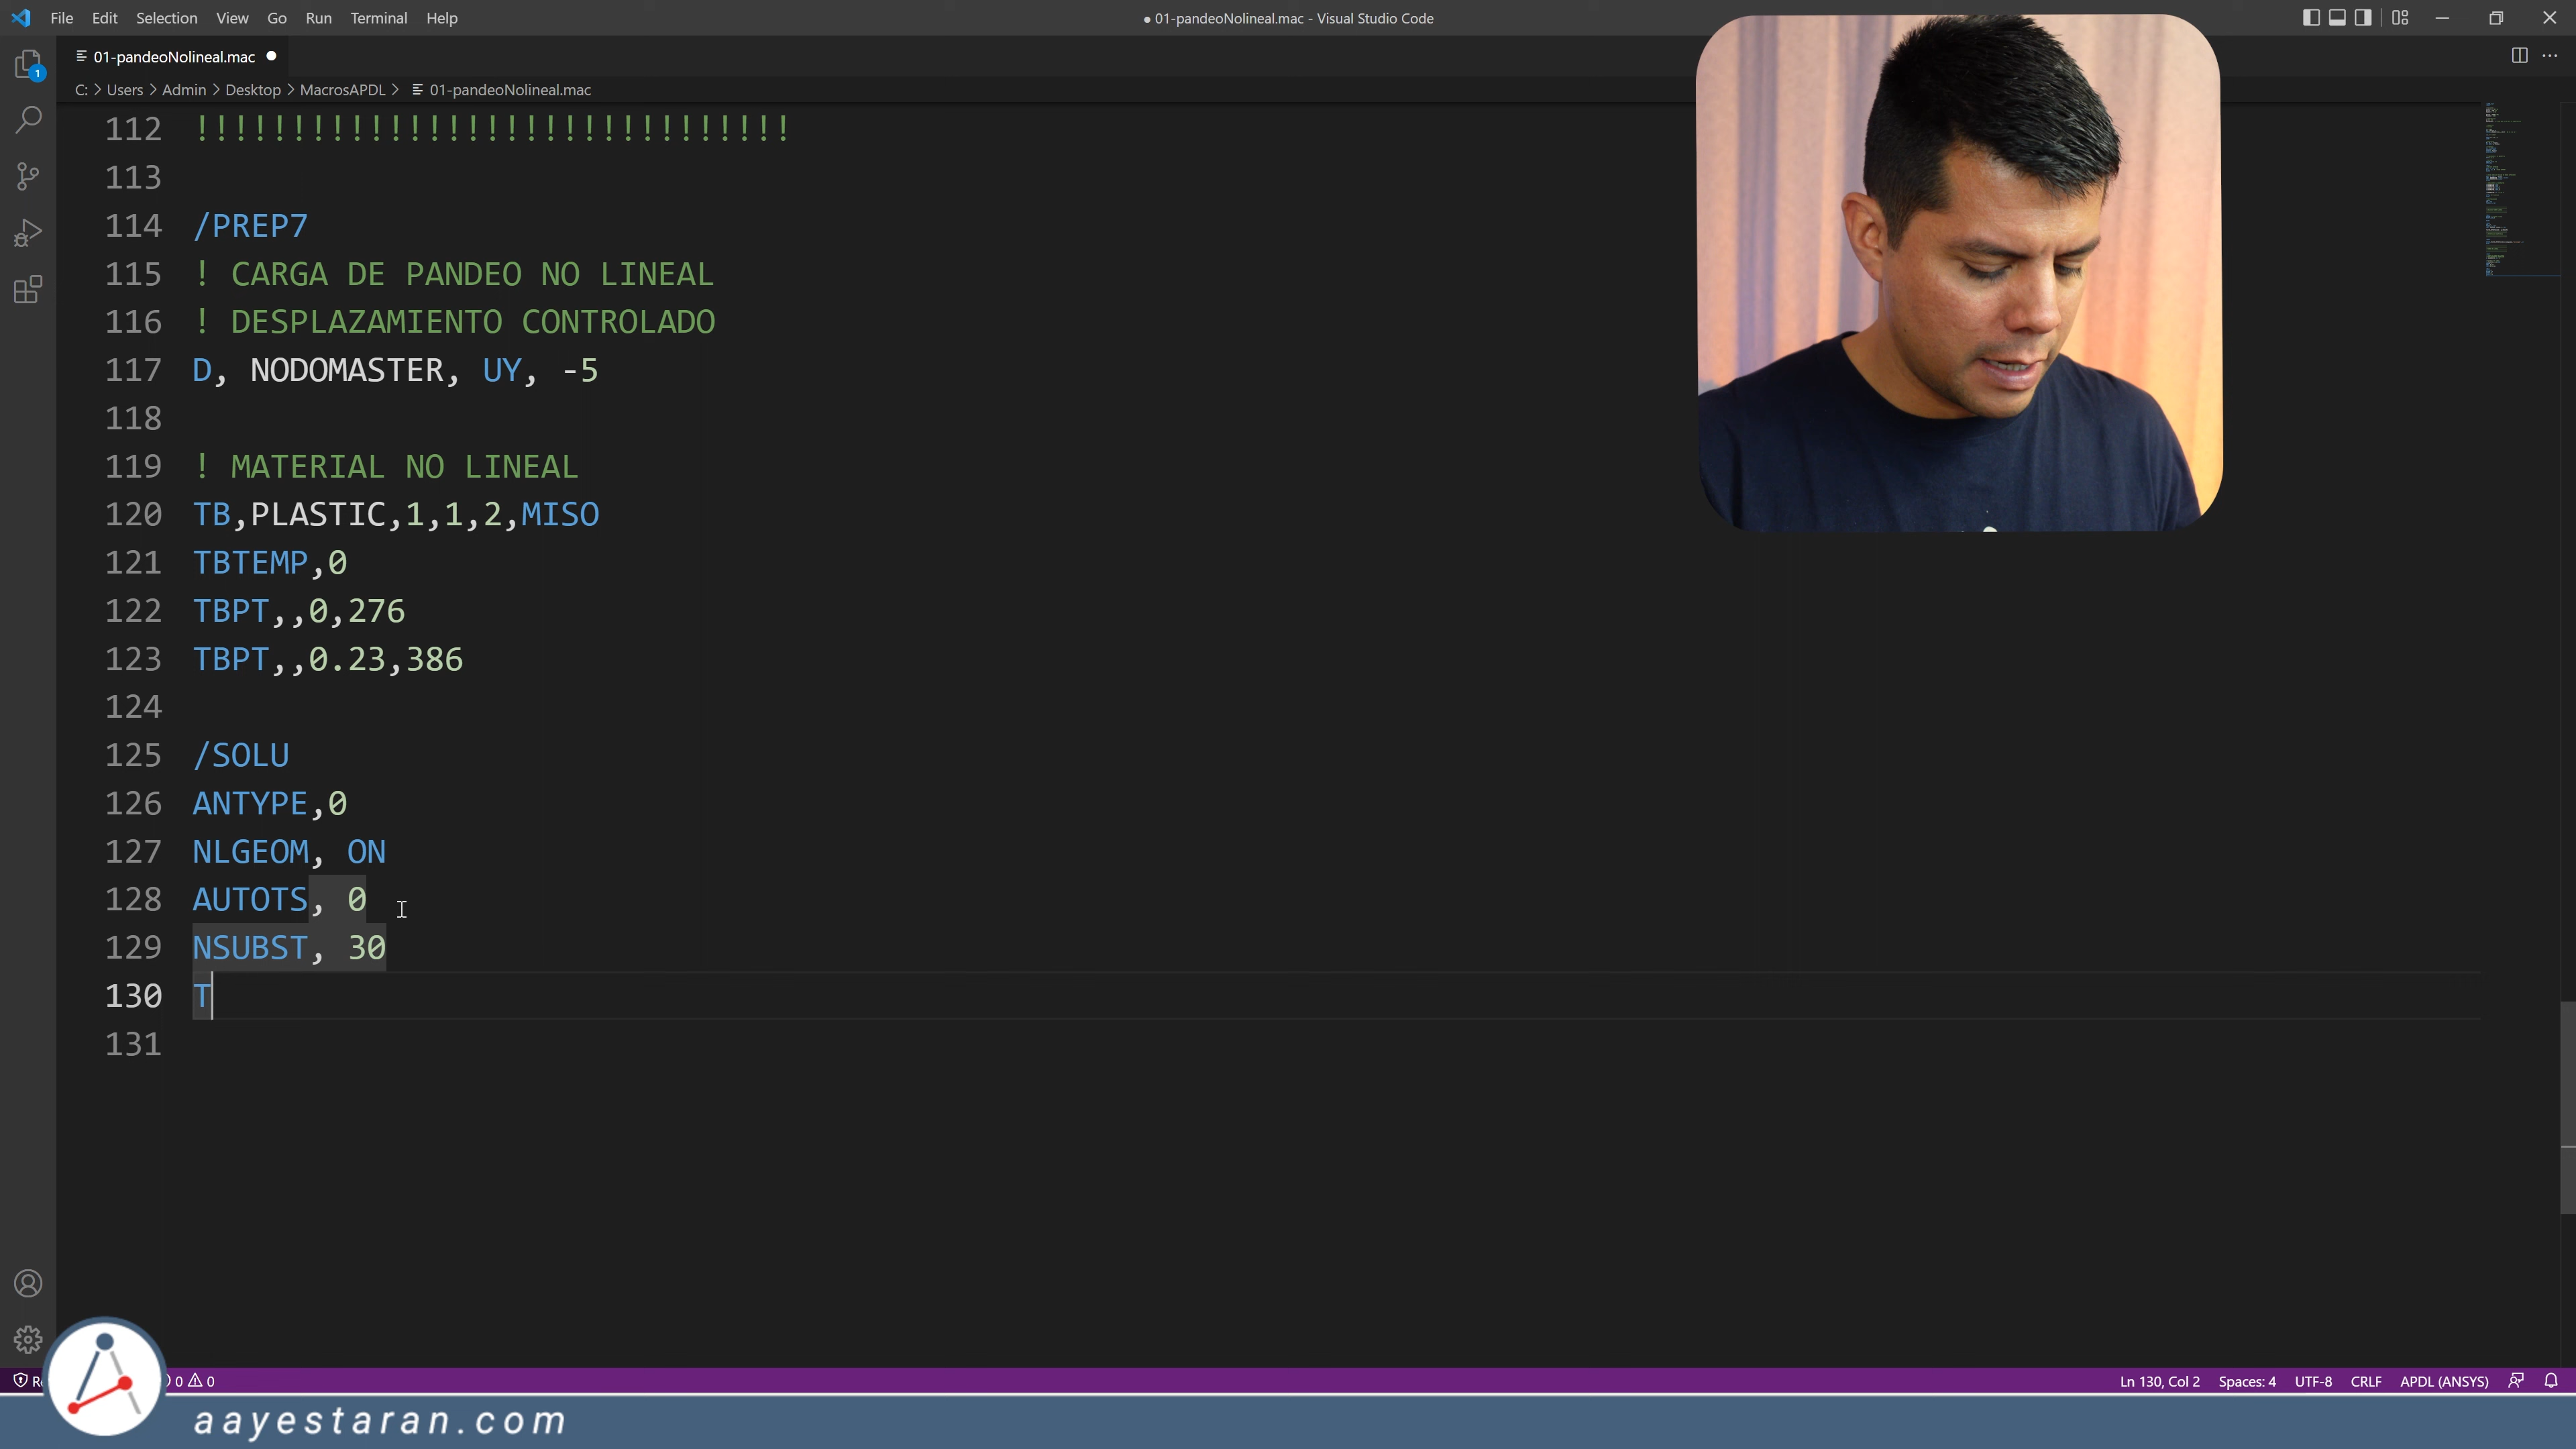 File Edit Selection View Go Run Terminal Help
● 01-pandeoNolineal.mac - Visual Studio Code
01-pandeoNolineal.mac ●
1
C: > Users > Admin > Desktop > MacrosAPDL > 01-pandeoNolineal.mac
112 !!!!!!!!!!!!!!!!!!!!!!!!!!!!!!!
113
114 /PREP7
115 ! CARGA DE PANDEO NO LINEAL
116 ! DESPLAZAMIENTO CONTROLADO
117 D, NODOMASTER, UY, -5
118
119 ! MATERIAL NO LINEAL
120 TB,PLASTIC,1,1,2,MISO
121 TBTEMP,0
122 TBPT,,0,276
123 TBPT,,0.23,386
124
125 /SOLU
126 ANTYPE,0
127 NLGEOM, ON
128 AUTOTS, 0
129 NSUBST, 30
130 T
131
0 0
Ln 130, Col 2 Spaces: 4 UTF-8 CRLF APDL (ANSYS)
aayestaran.com